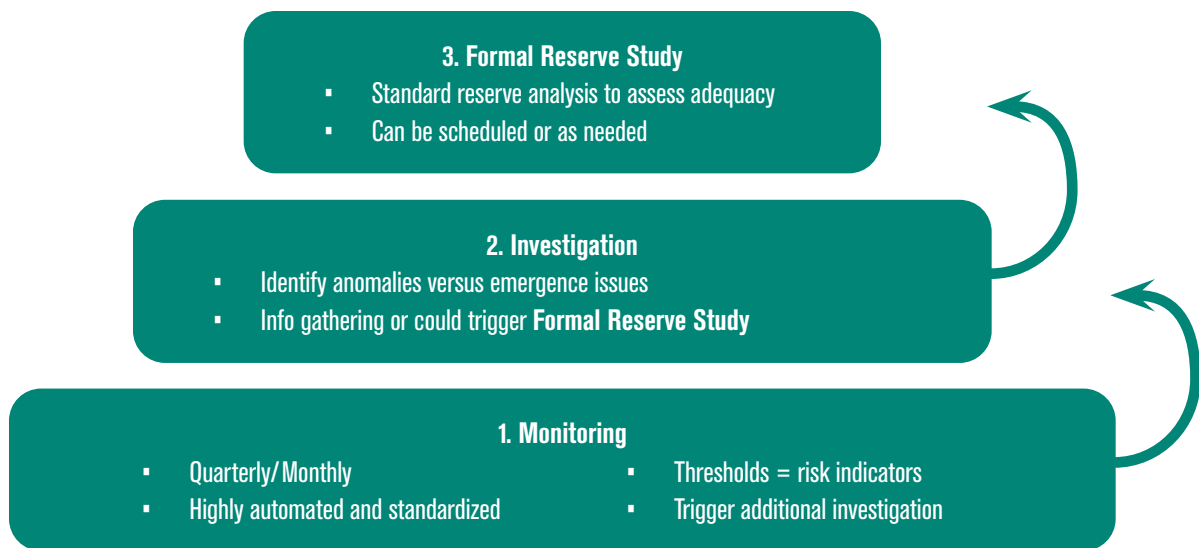 3. Formal Reserve Study
▪ Standard reserve analysis to assess adequacy
▪ Can be scheduled or as needed
2. Investigation
▪ Identify anomalies versus emergence issues
▪ Info gathering or could trigger Formal Reserve Study
1. Monitoring
▪ Quarterly/Monthly
▪ Highly automated and standardized
▪ Thresholds = risk indicators
▪ Trigger additional investigation